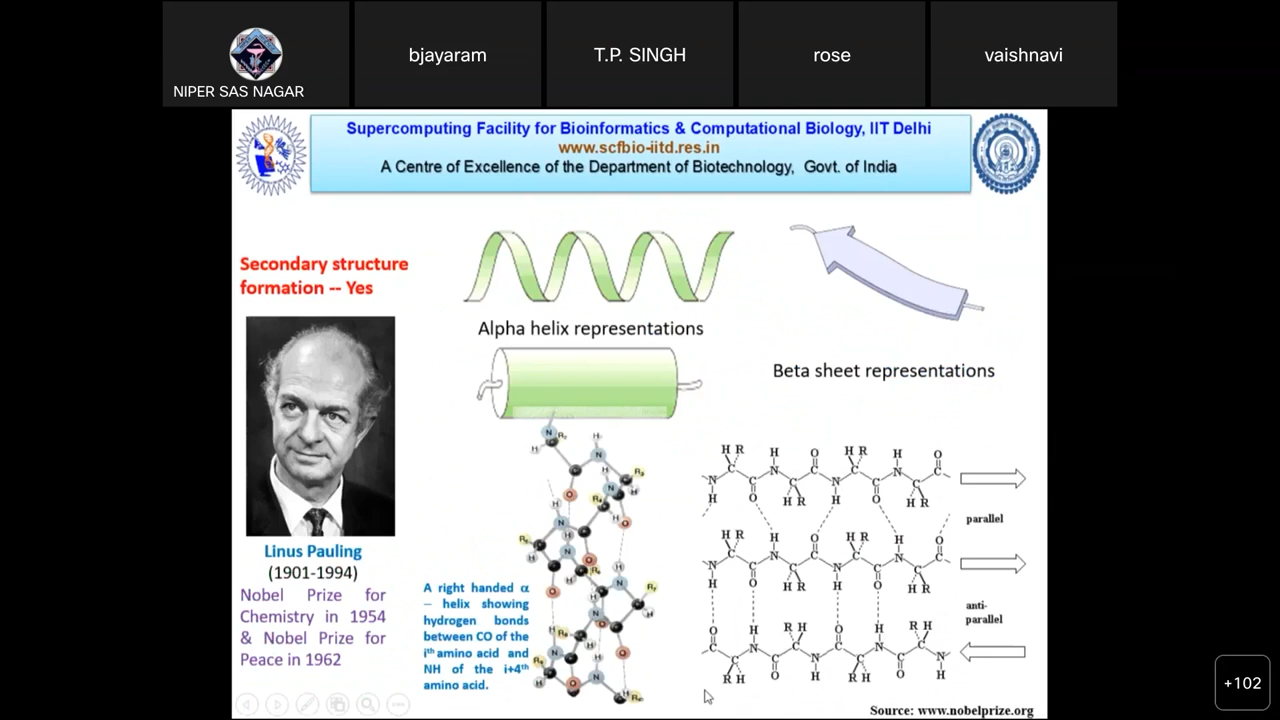 NIPER SAS NAGAR
bjayaram
T.P. SINGH
rose
vaishnavi
Supercomputing Facility for Bioinformatics & Computational Biology, IIT Delhi
www.scfbio-iitd.res.in
A Centre of Excellence of the Department of Biotechnology, Govt. of India
Secondary structure
formation -- Yes
Alpha helix representations
Beta sheet representations
Linus Pauling
(1901-1994)
Nobel Prize for
Chemistry in 1954
& Nobel Prize for
Peace in 1962
A right handed α
– helix showing
hydrogen bonds
between CO of the
ith amino acid and
NH of the i+4th
amino acid.
parallel
anti-
parallel
Source: www.nobelprize.org
+102